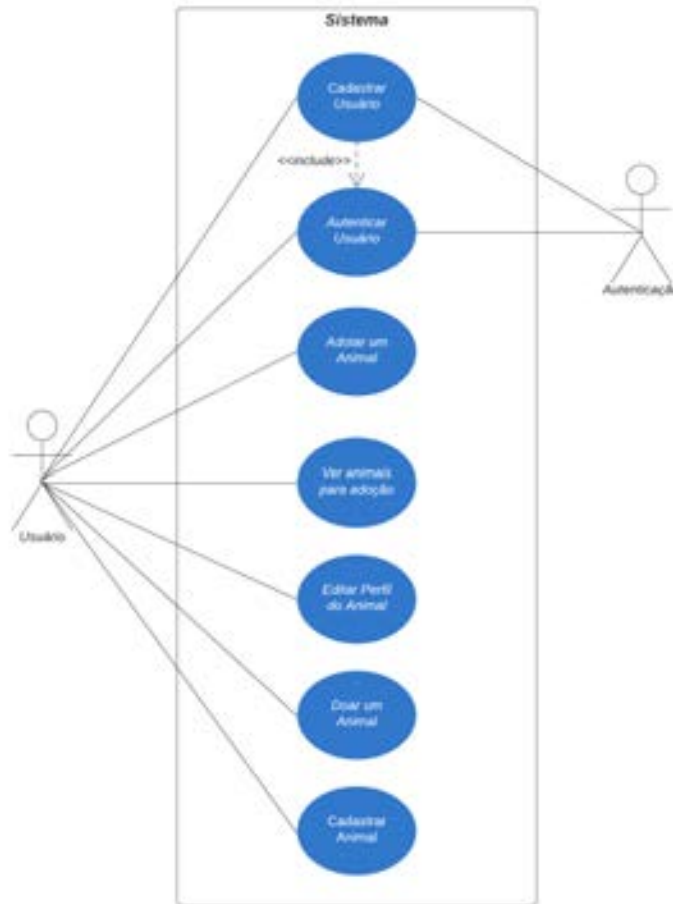 Sistema
Cadastrar
Usuário
<<include>>
Autenticar
Usuário
Autenticação
Adotar um
Animal
Ver animais
para adoção
Usuário
Editar Perfil
do Animal
Doar um
Animal
Cadastrar
Animal